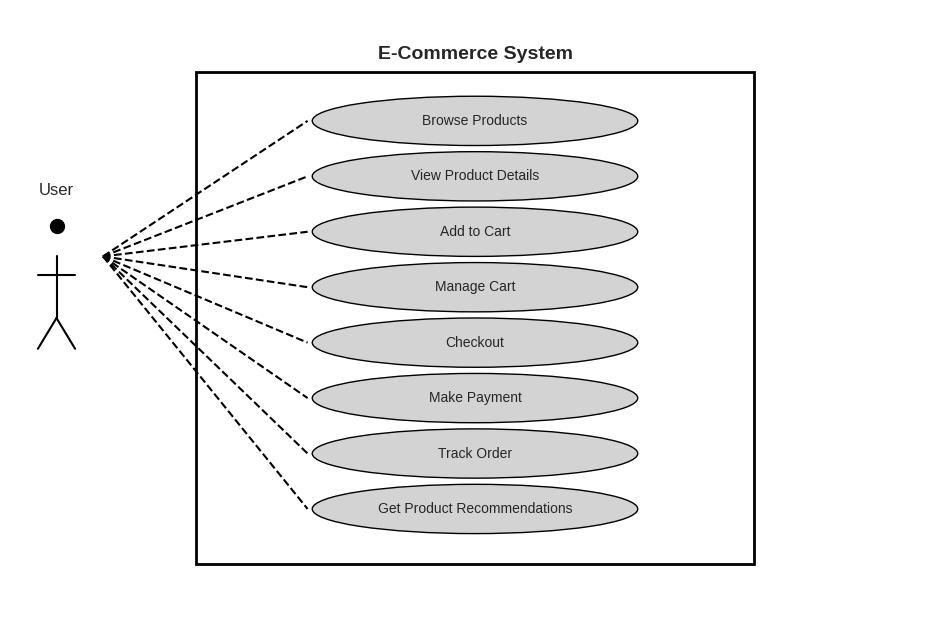 E-Commerce System
User
Browse Products
View Product Details
Add to Cart
Manage Cart
Checkout
Make Payment
Track Order
Get Product Recommendations